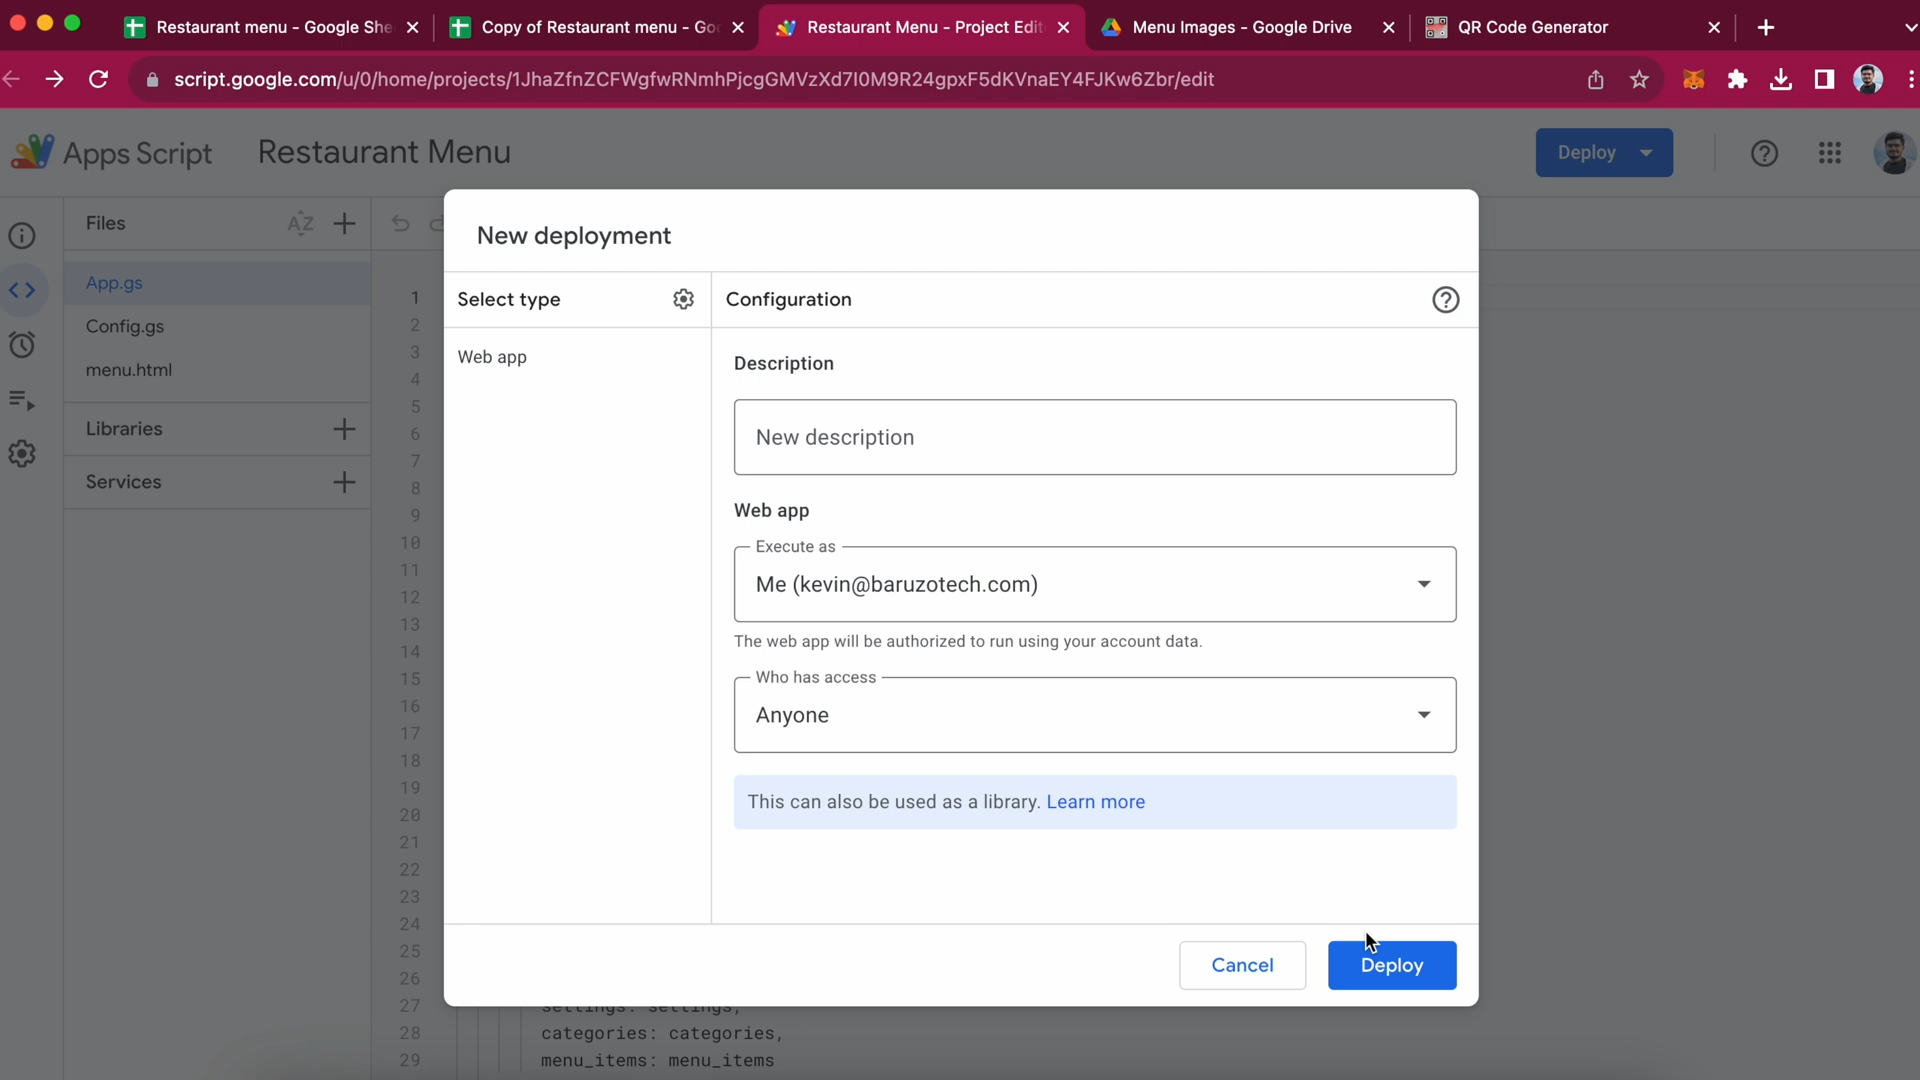 Restaurant menu - Google She
Copy of Restaurant menu - Go
Restaurant Menu - Project Edit
Menu Images - Google Drive
QR Code Generator
script.google.com/u/0/home/projects/1JhaZfnZCFWgfwRNmhPjcgGMVzXd7I0M9R24gpxF5dKVnaEY4FJKw6Zbr/edit
Apps Script
Restaurant Menu
Deploy
Files
AZ
App.gs
Config.gs
menu.html
Libraries
Services
1
2
3
4
5
6
7
8
9
10
11
12
13
14
15
16
17
18
19
20
21
22
23
24
25
26
27
28
29
New deployment
Select type
Configuration
Web app
Description
New description
Web app
Execute as
Me (kevin@baruzotech.com)
The web app will be authorized to run using your account data.
Who has access
Anyone
This can also be used as a library. Learn more
Cancel
Deploy
settings: settings,
categories: categories,
menu_items: menu_items